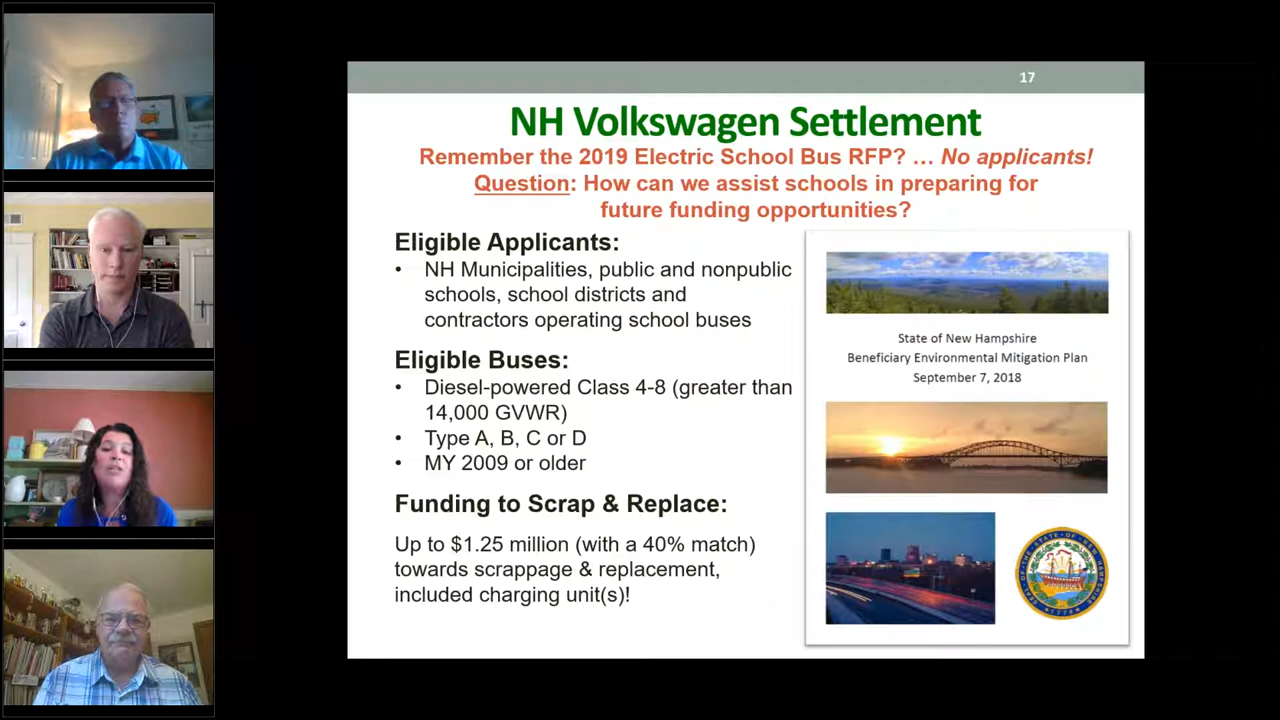 17
NH Volkswagen Settlement
Remember the 2019 Electric School Bus RFP? … No applicants!
Question: How can we assist schools in preparing for
future funding opportunities?
Eligible Applicants:
• NH Municipalities, public and nonpublic
schools, school districts and
contractors operating school buses
Eligible Buses:
• Diesel-powered Class 4-8 (greater than
14,000 GVWR)
• Type A, B, C or D
• MY 2009 or older
Funding to Scrap & Replace:
Up to $1.25 million (with a 40% match)
towards scrappage & replacement,
included charging unit(s)!
State of New Hampshire
Beneficiary Environmental Mitigation Plan
September 7, 2018